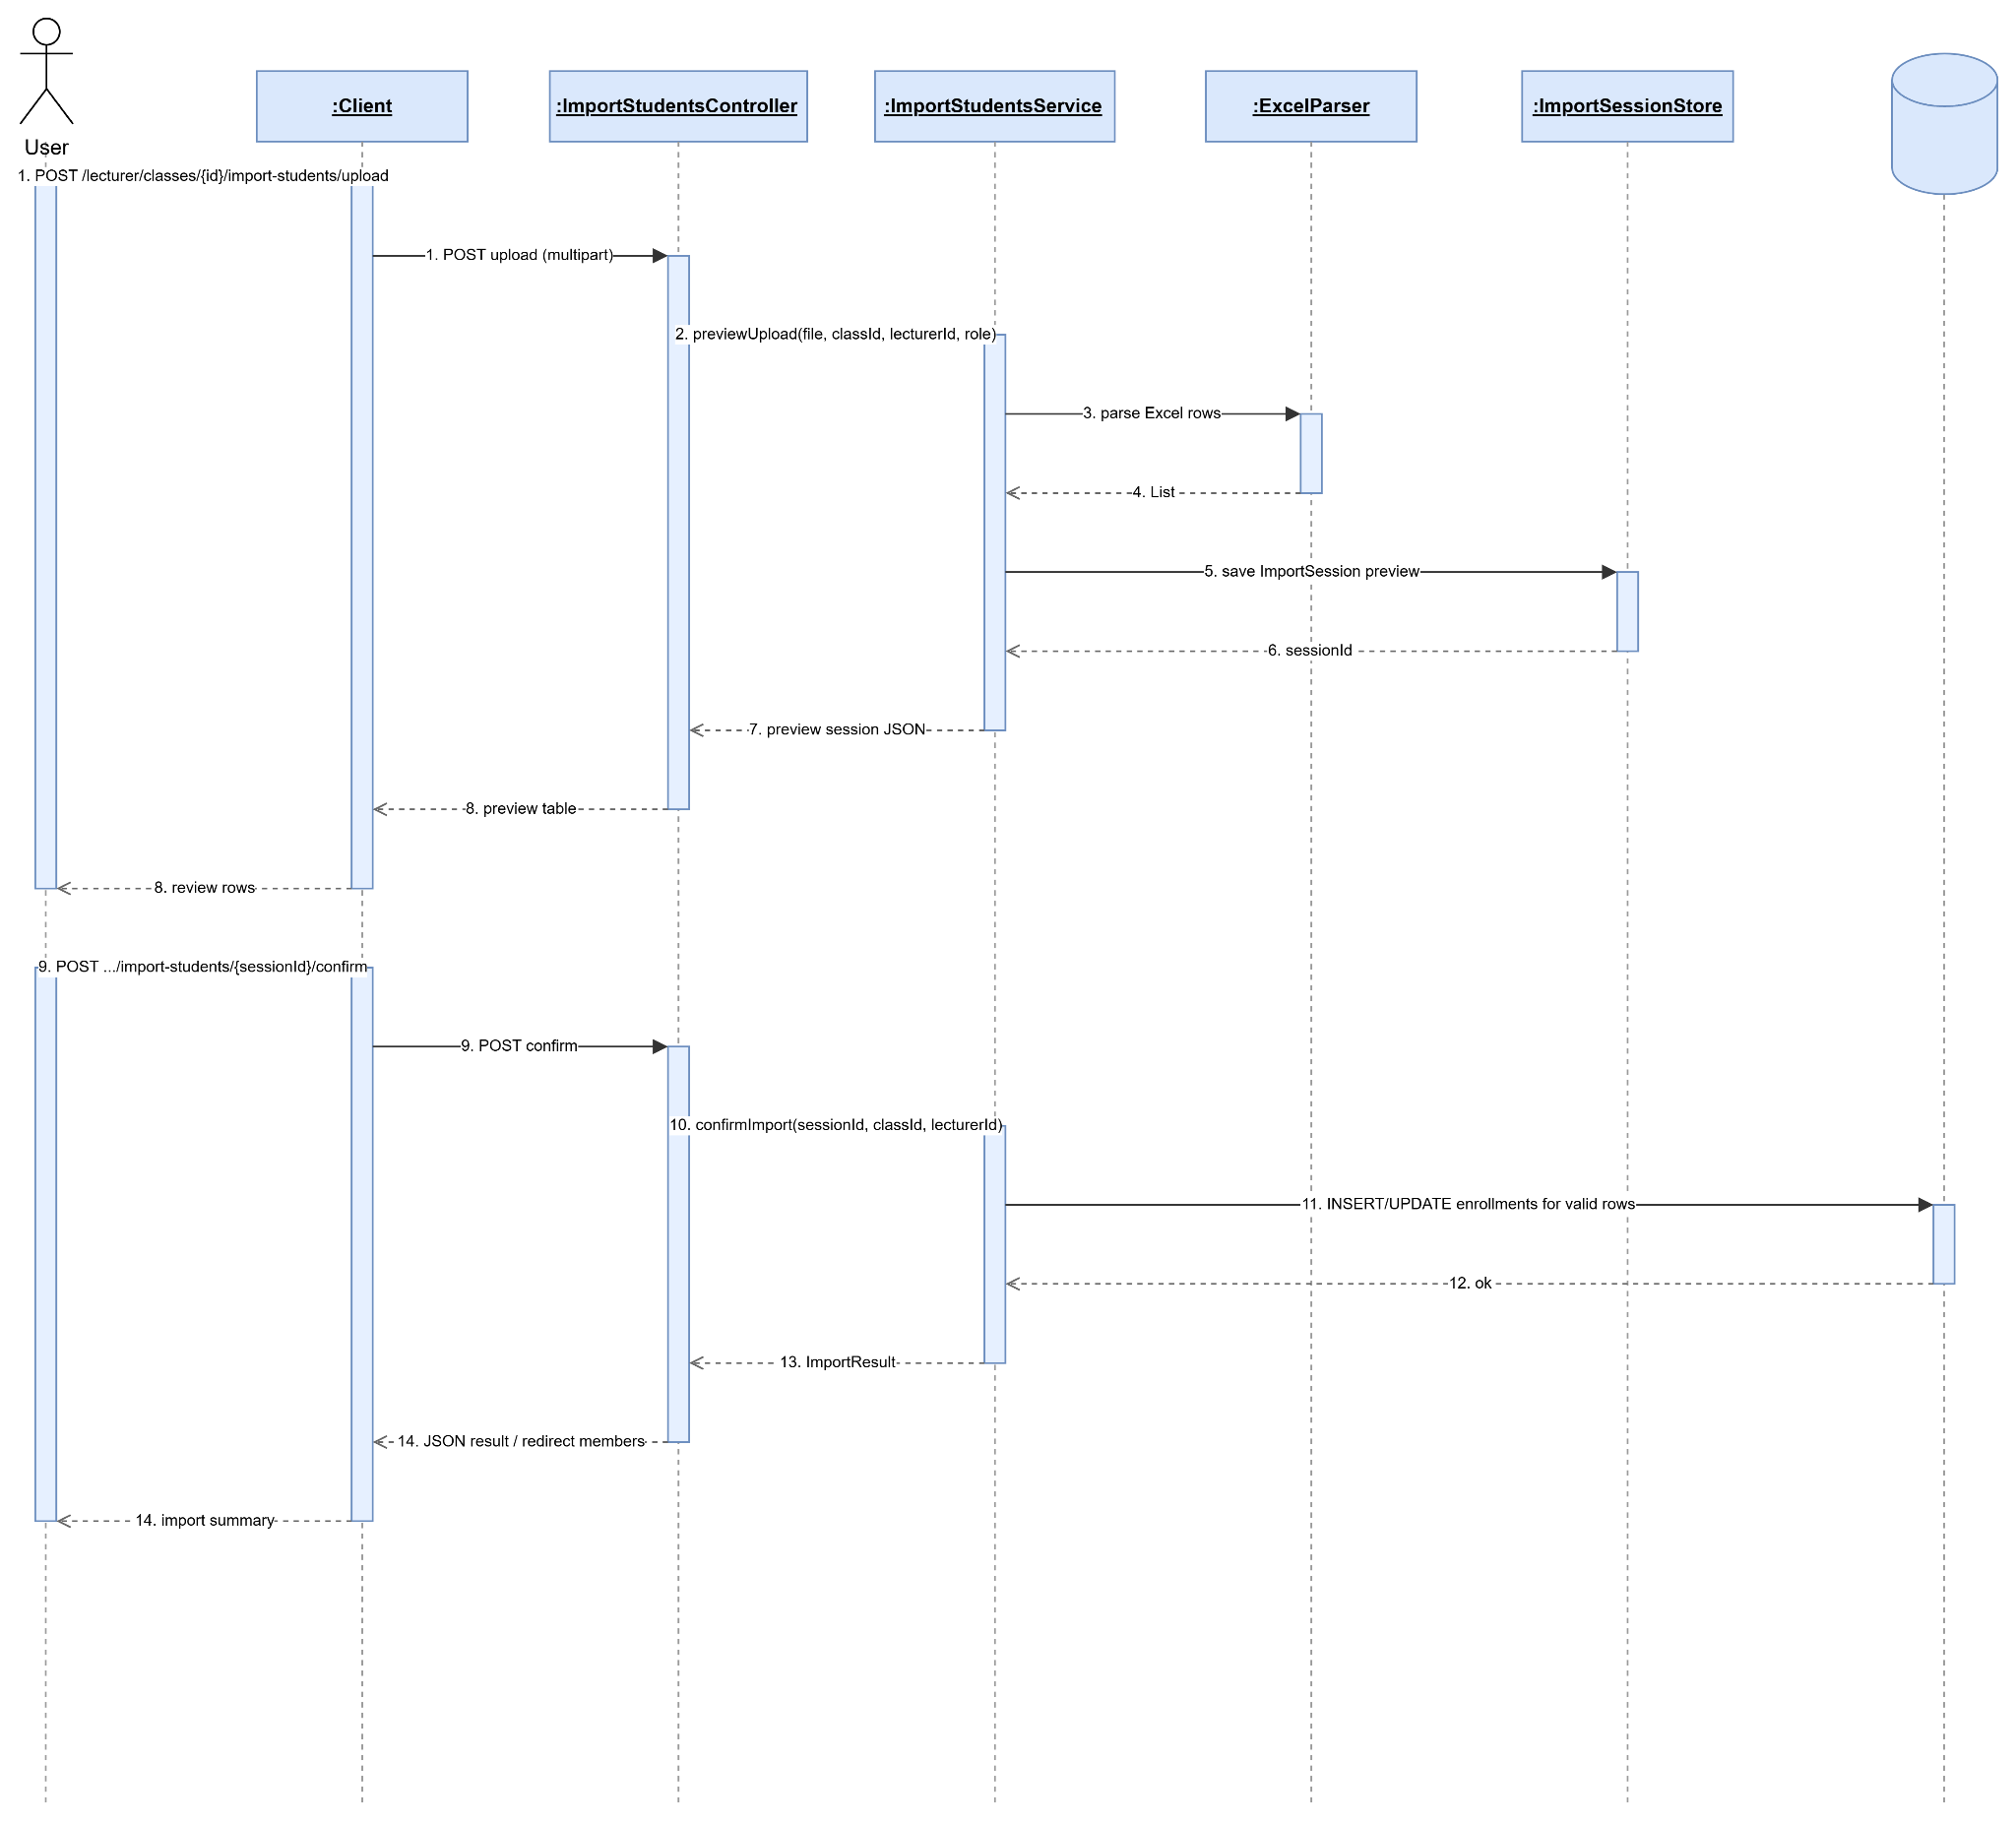 User
:Client
:ImportStudentsController
:ImportStudentsService
:ExcelParser
:ImportSessionStore
1. POST /lecturer/classes/{id}/import-students/upload
1. POST upload (multipart)
2. previewUpload(file, classId, lecturerId, role)
3. parse Excel rows
4. List
5. save ImportSession preview
6. sessionId
7. preview session JSON
8. preview table
8. review rows
9. POST .../import-students/{sessionId}/confirm
9. POST confirm
10. confirmImport(sessionId, classId, lecturerId)
11. INSERT/UPDATE enrollments for valid rows
12. ok
13. ImportResult
14. JSON result / redirect members
14. import summary